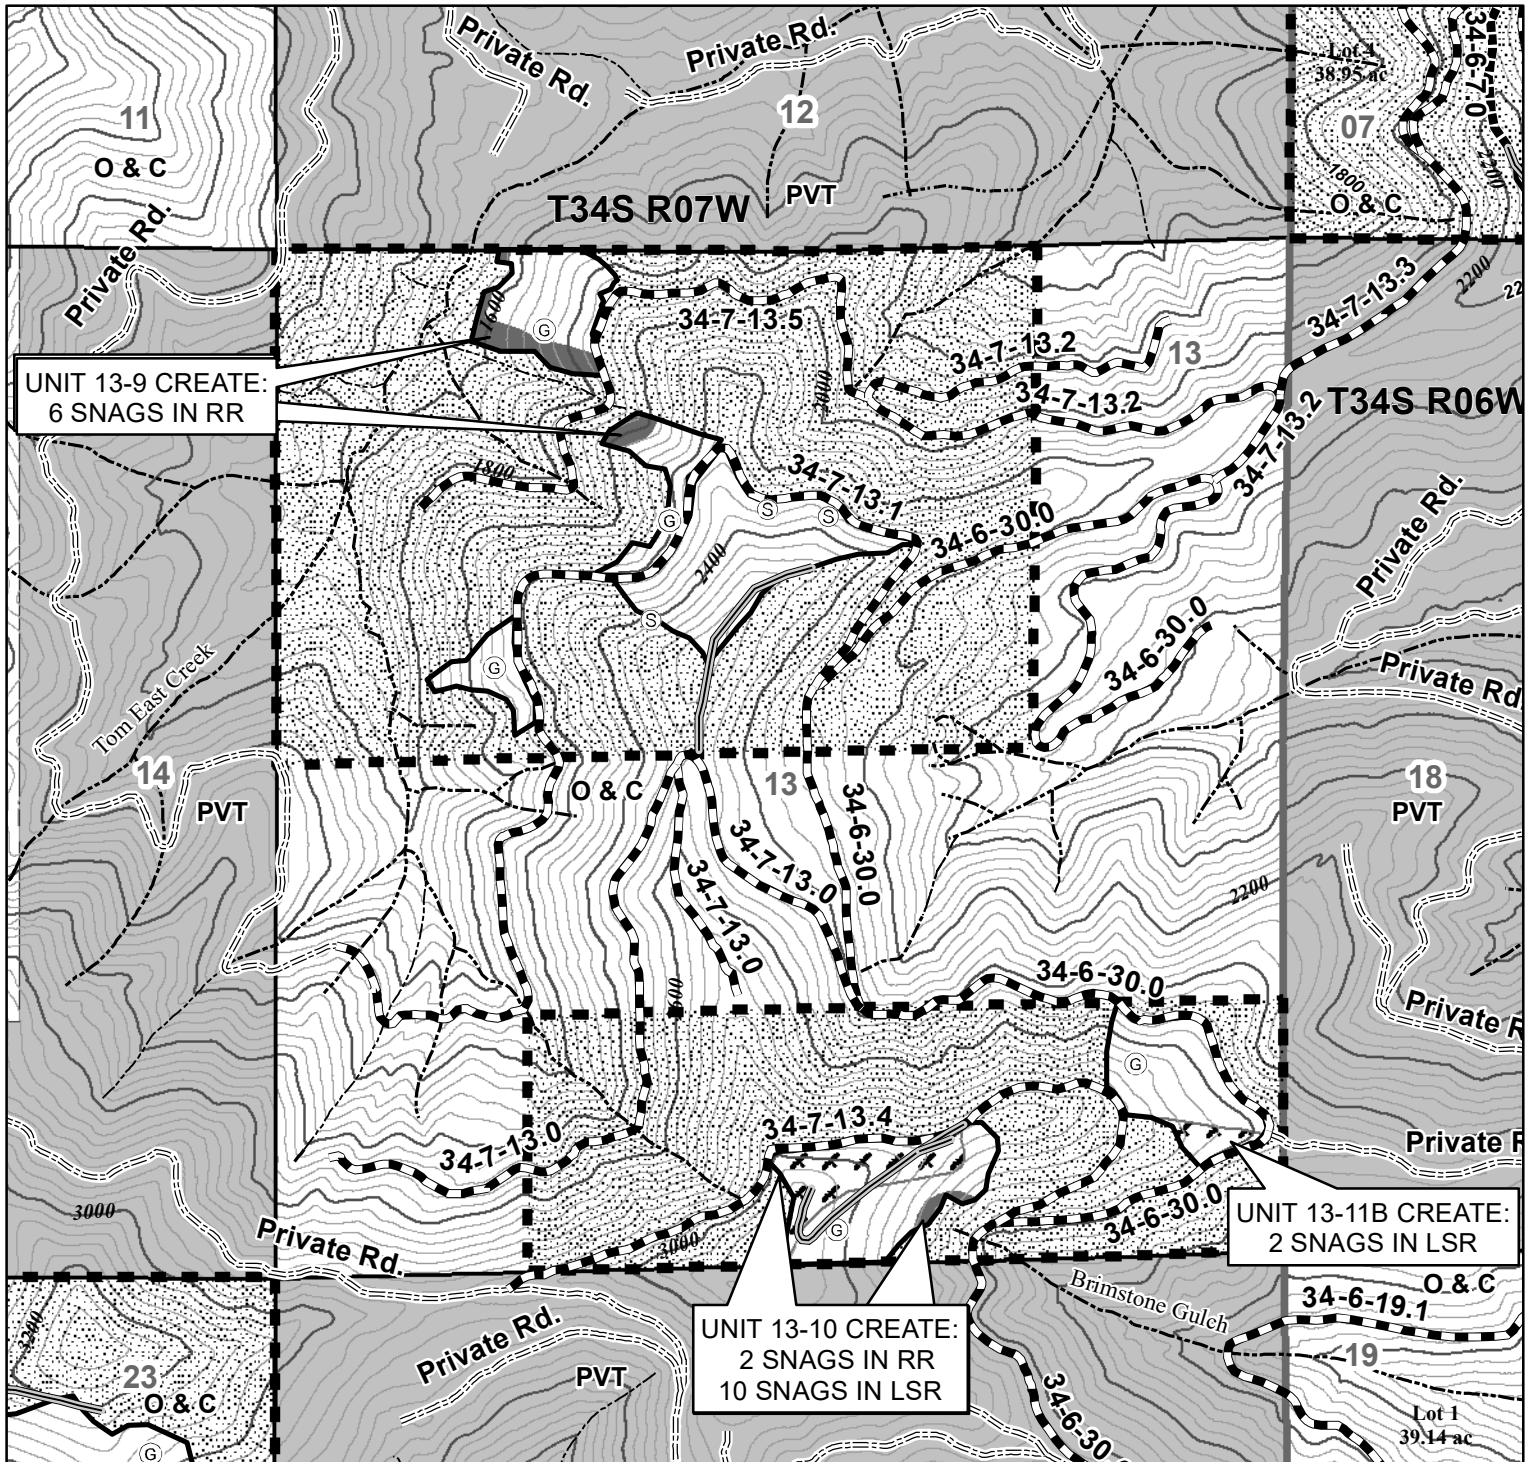 Private Rd.
Private Rd.
34-6-7.0
Lot 4
38.95 ac
11
12
07
O & C
1800
2200
PVT
O & C
T34S R07W
Private Rd.
34-7-13.3
2200
22
1600
G
34-7-13.5
34-7-13.2
13
UNIT 13-9 CREATE:
6 SNAGS IN RR
2000
34-7-13.2
T34S R06W
34-7-13.2
1800
34-7-13.1
G
S
S
34-6-30.0
Private Rd.
2400
S
34-6-30.0
G
Private Rd
Tom East Creek
14
O & C
13
18
PVT
PVT
34-6-30.0
34-7-13.0
34-7-13.0
2200
34-6-30.0
600
Private R
G
34-7-13.4
34-7-13.0
Private R
3000
34-6-30.0
UNIT 13-11B CREATE:
2 SNAGS IN LSR
Private Rd.
3000
G
Brimstone Gulch
O & C
34-6-19.1
3200
Private Rd.
UNIT 13-10 CREATE:
2 SNAGS IN RR
10 SNAGS IN LSR
23
PVT
19
O & C
34-6-30.
Lot 1
39.14 ac
G